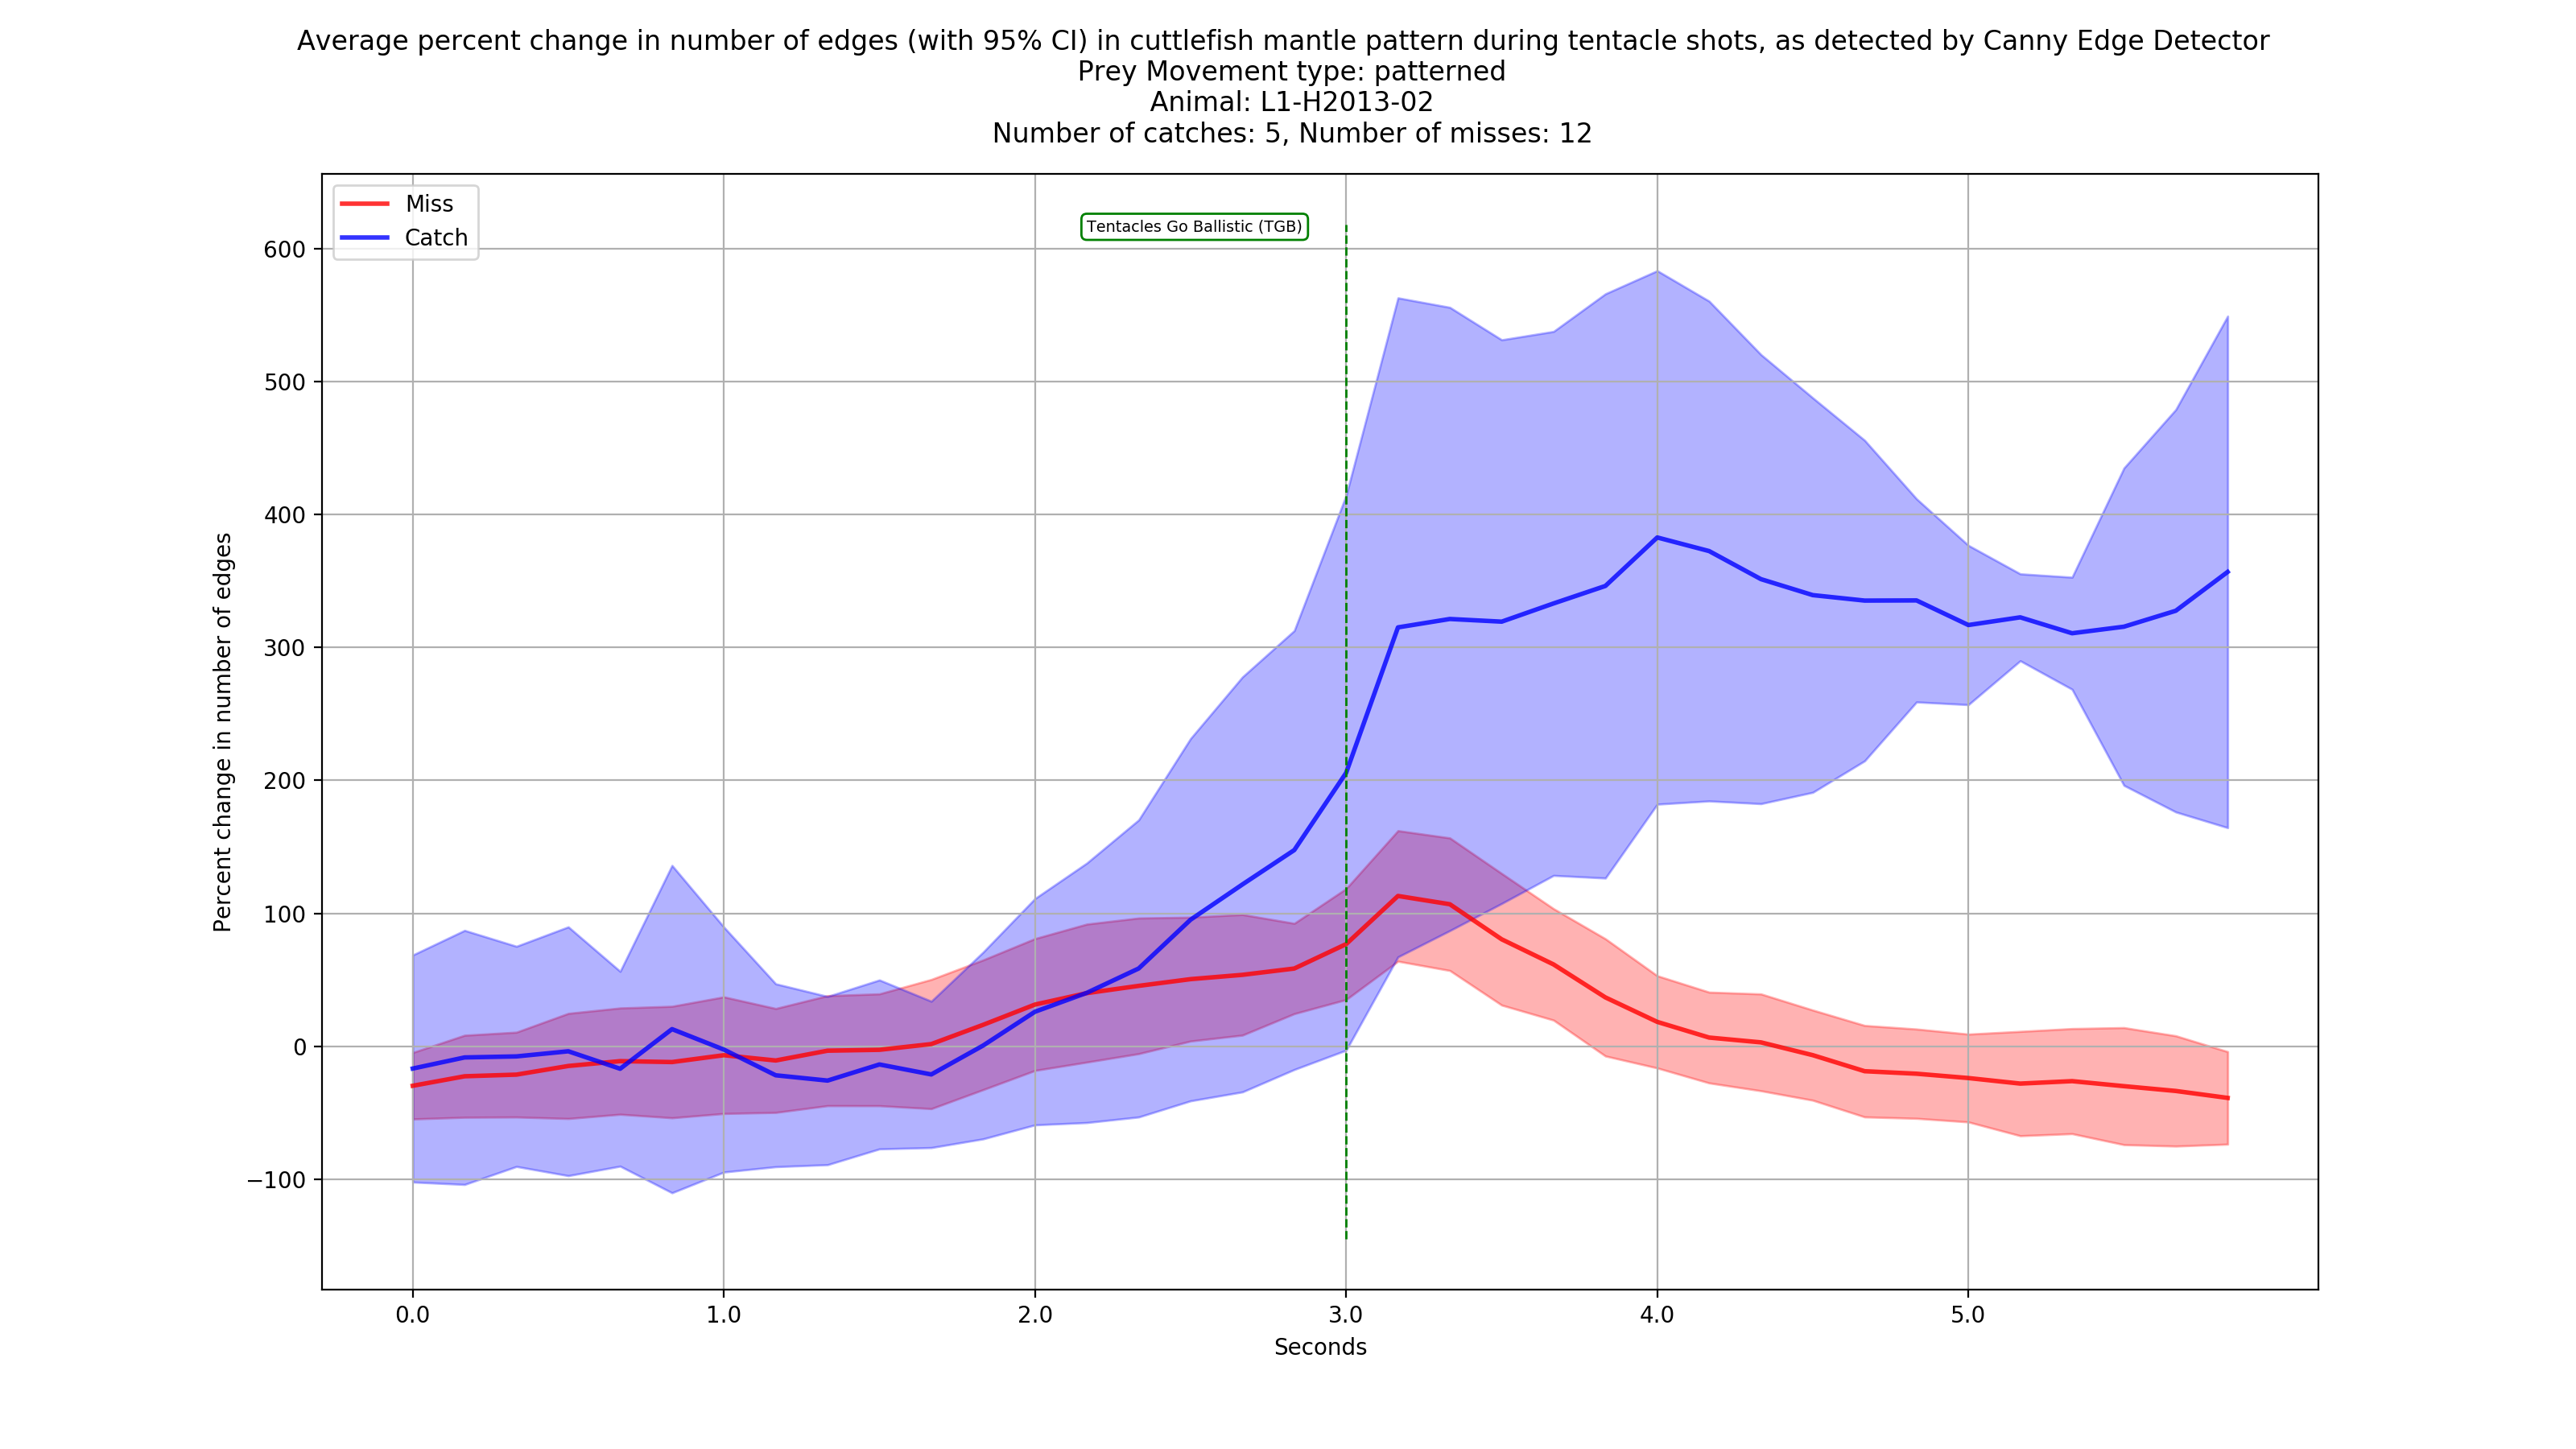 Average percent change in number of edges (with 95% CI) in cuttlefish mantle pattern during tentacle shots, as detected by Canny Edge Detector
Prey Movement type: patterned
Animal: L1-H2013-02
Number of catches: 5, Number of misses: 12
Miss
Catch
Tentacles Go Ballistic (TGB)
600
500
400
300
200
100
0
−100
Percent change in number of edges
0.0 1.0 2.0 3.0 4.0 5.0
Seconds